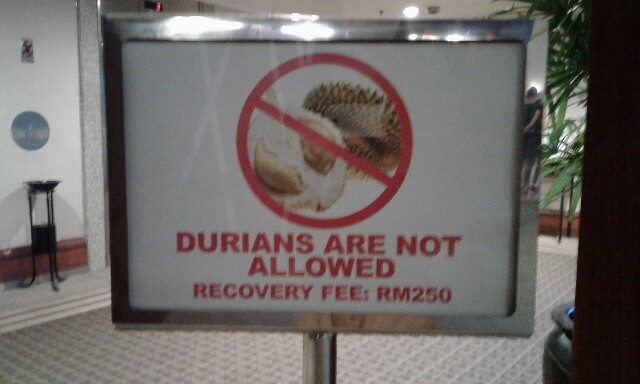 DURIANS ARE NOT
ALLOWED
RECOVERY FEE: RM250